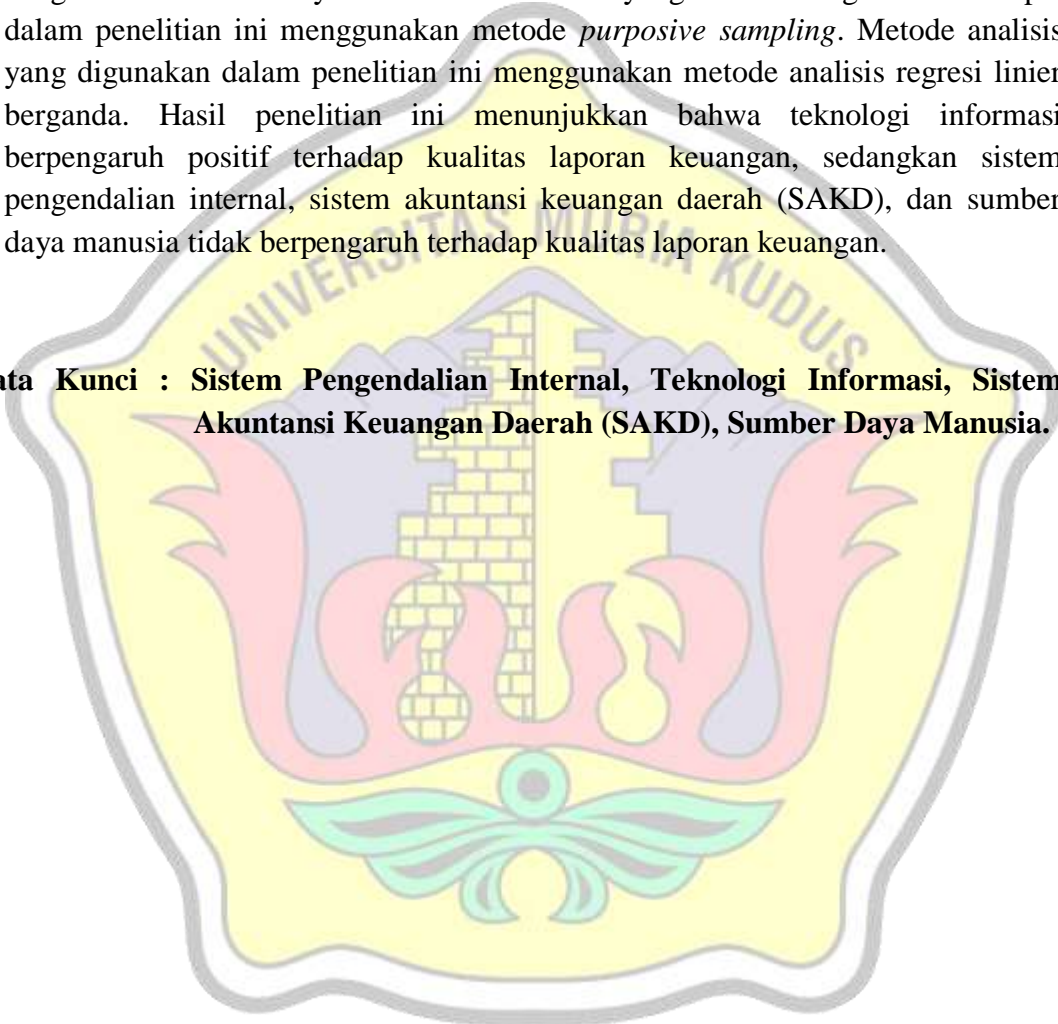 dalam penelitian ini menggunakan metode purposive sampling. Metode analisis
yang digunakan dalam penelitian ini menggunakan metode analisis regresi linier
berganda. Hasil penelitian ini menunjukkan bahwa teknologi informasi
berpengaruh positif terhadap kualitas laporan keuangan, sedangkan sistem
pengendalian internal, sistem akuntansi keuangan daerah (SAKD), dan sumber
daya manusia tidak berpengaruh terhadap kualitas laporan keuangan.
UNIVERSITAS MURIA KUDUS
ata Kunci : Sistem Pengendalian Internal, Teknologi Informasi, Sistem
Akuntansi Keuangan Daerah (SAKD), Sumber Daya Manusia.